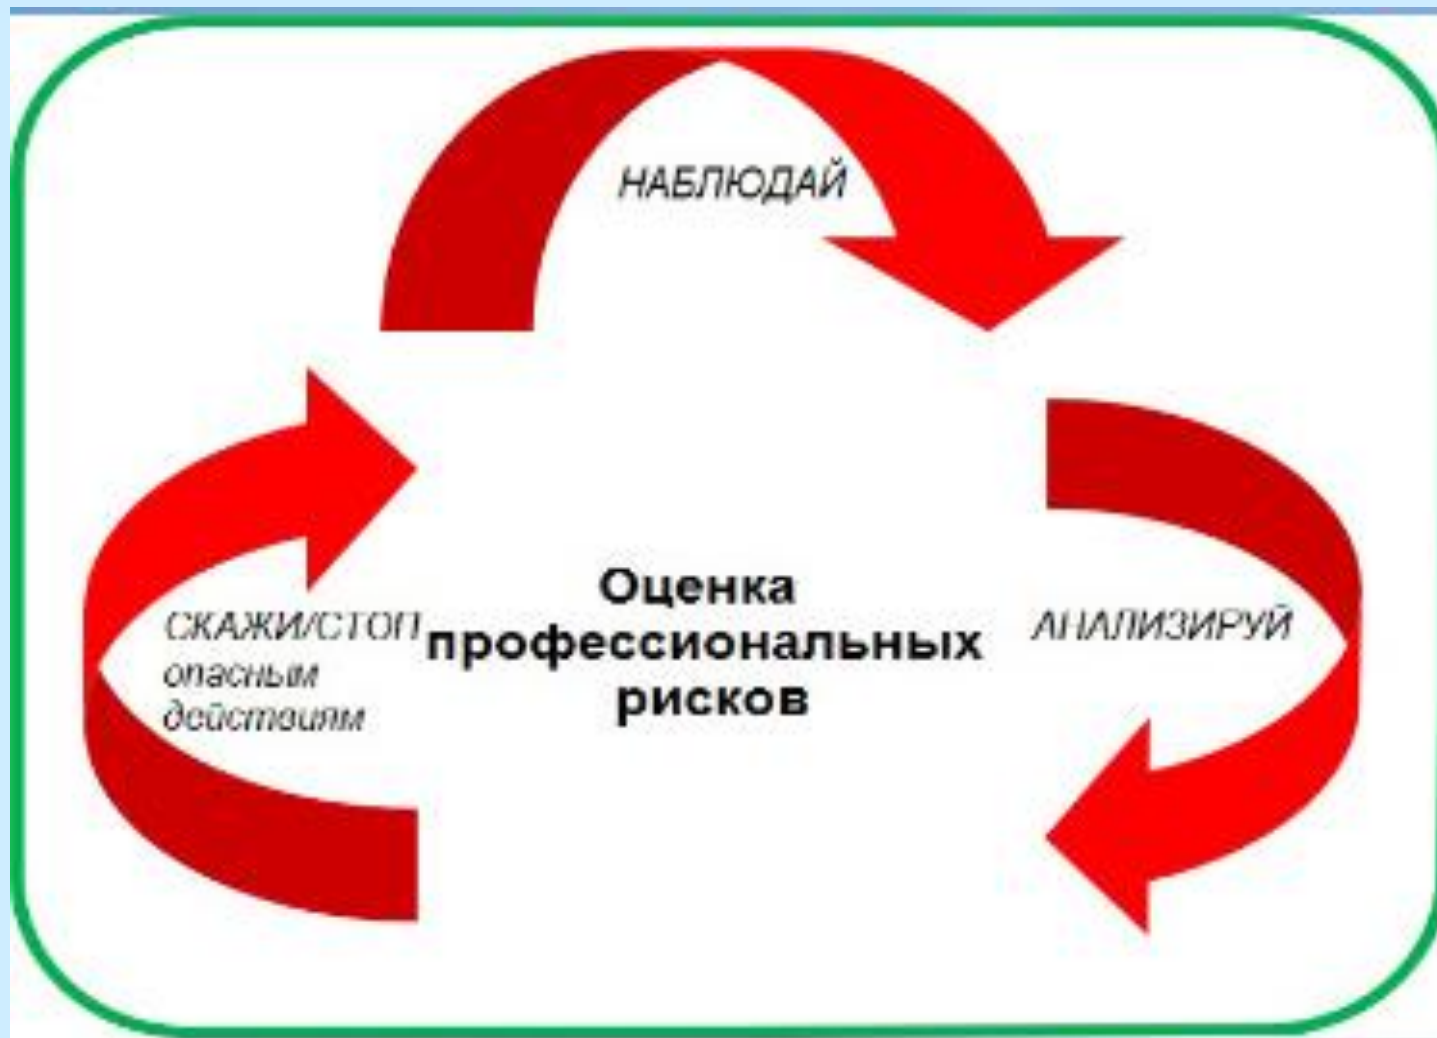 НАБЛЮДАЙ
СКАЖИ/СТОП
опасным
действиям
Оценка
профессиональных
рисков
АНАЛИЗИРУЙ